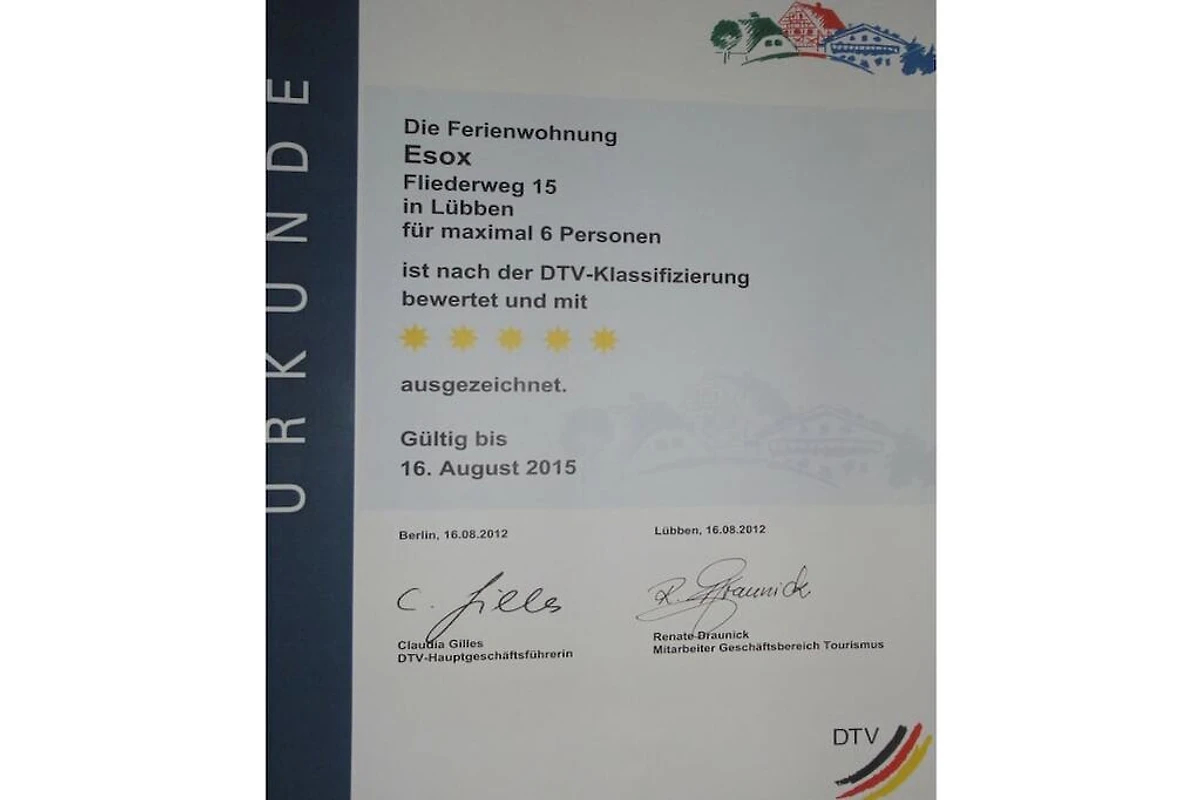 URKUNDE
Die Ferienwohnung
Esox
Fliederweg 15
in Lübben
für maximal 6 Personen
ist nach der DTV-Klassifizierung
bewertet und mit
ausgezeichnet.
Gültig bis
16. August 2015
Berlin, 16.08.2012
Lübben, 16.08.2012
C. Gilles
R. Draunick
Claudia Gilles
DTV-Hauptgeschäftsführerin
Renate Draunick
Mitarbeiter Geschäftsbereich Tourismus
DTV